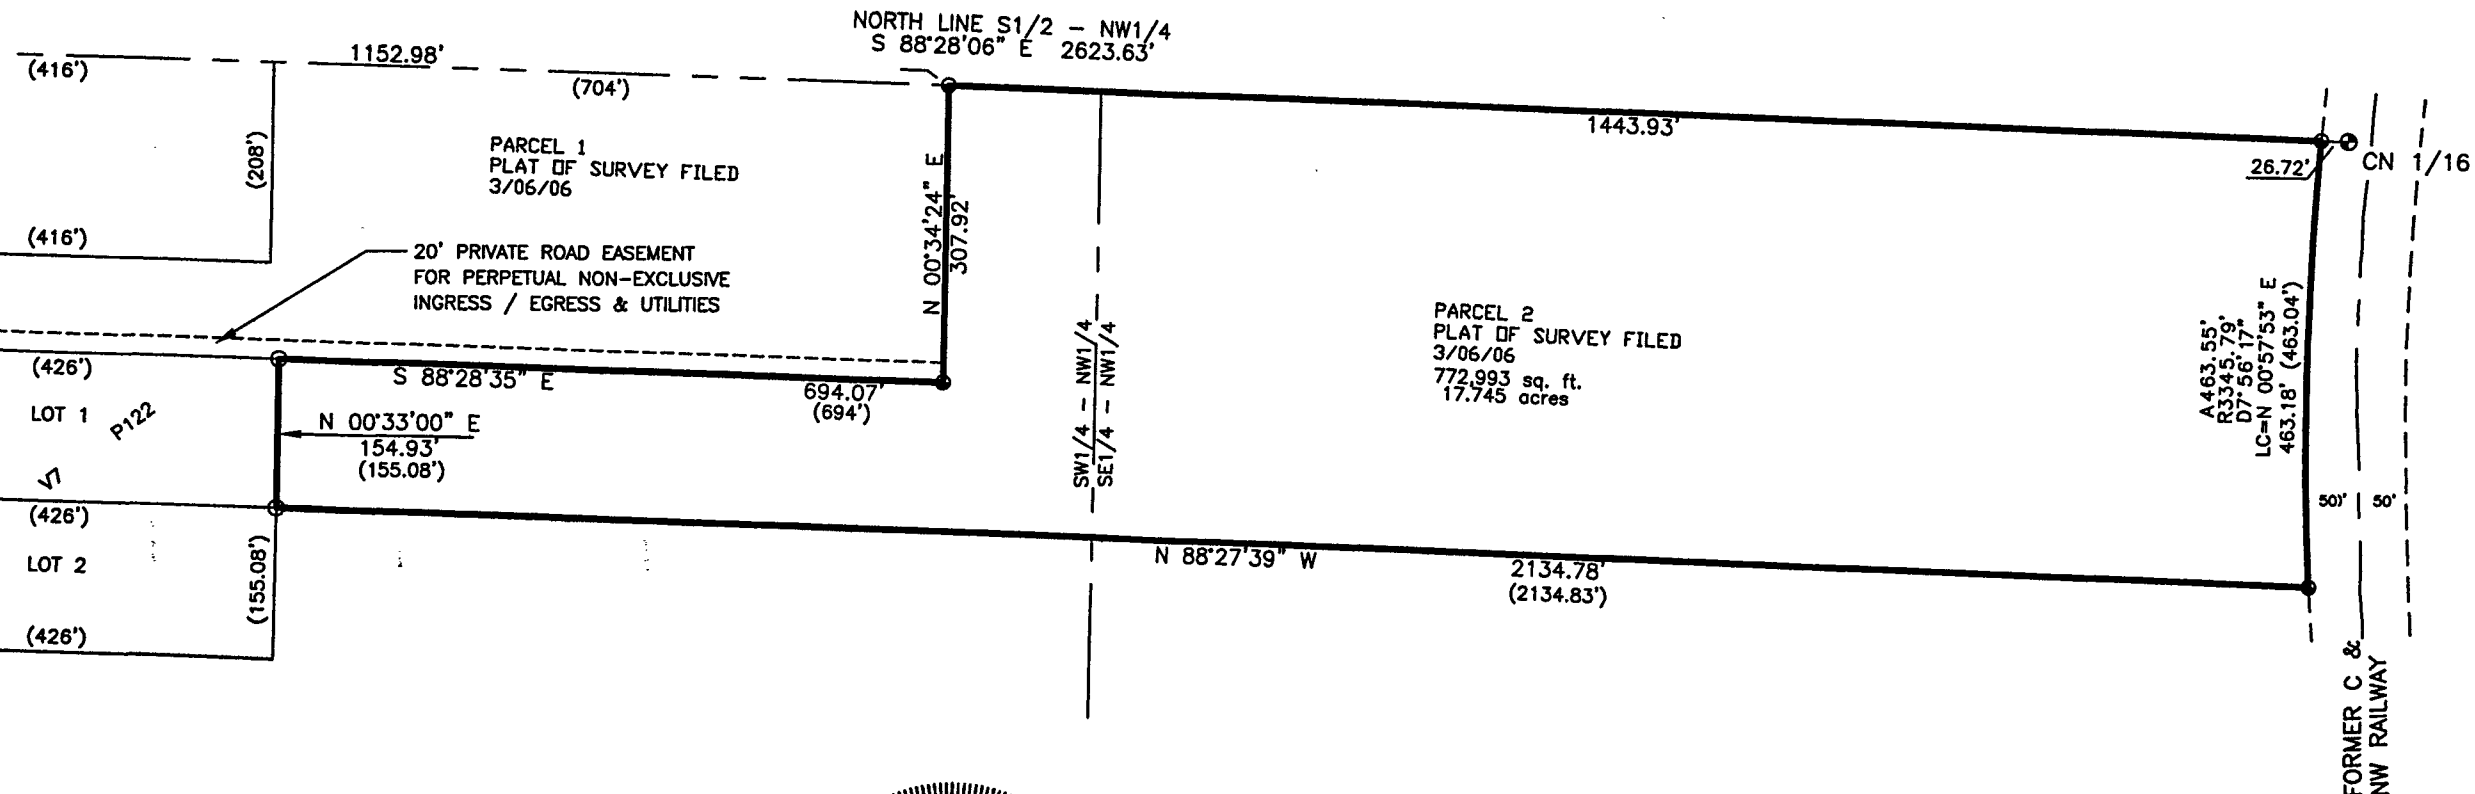 NORTH LINE S1/2 - NW1/4
S 88°28'06" E 2623.63'
1152.98'
(416')
(704')
1443.93'
26.72'
CN 1/16
(208')
PARCEL 1
PLAT OF SURVEY FILED
3/06/06
N 00°34'24" E
307.92'
(416')
20' PRIVATE ROAD EASEMENT
FOR PERPETUAL NON-EXCLUSIVE
INGRESS / EGRESS & UTILITIES
PARCEL 2
PLAT OF SURVEY FILED
3/06/06
772,993 sq. ft.
17.745 acres
A463.55'
R3345.79'
D7°56'17"
LC=N 00°57'53" E
463.18' (463.04')
SW1/4 - NW1/4
SE1/4 - NW1/4
(426')
S 88°28'35" E
694.07'
(694')
LOT 1
P122
N 00°33'00" E
154.93'
(155.08')
50'
50'
(426')
N 88°27'39" W
2134.78'
(2134.83')
LOT 2
(155.08')
(426')
FORMER C &
NW RAILWAY